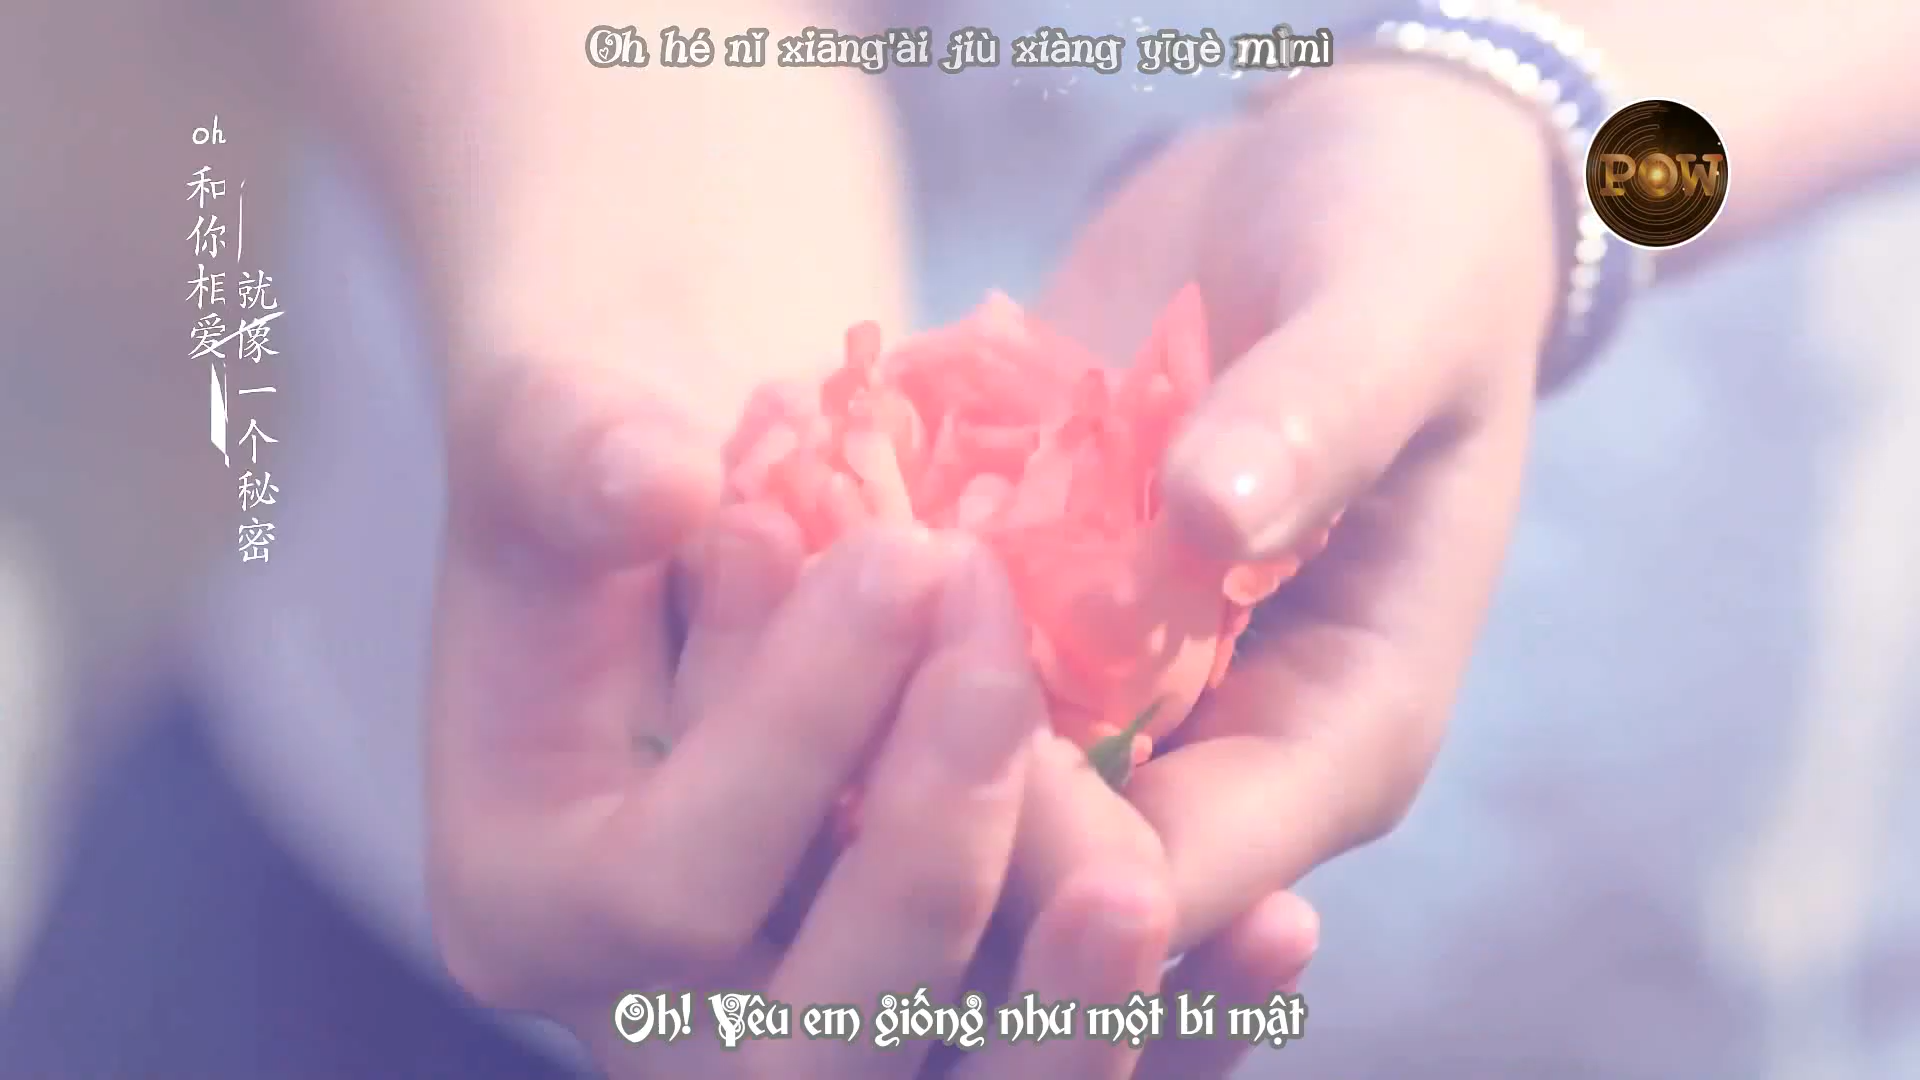 Oh hé nǐ xiāng'ài jiù xiàng yīgè mìmì
oh
和你相爱
就像一个秘密
POW
Oh! Yêu em giống như một bí mật